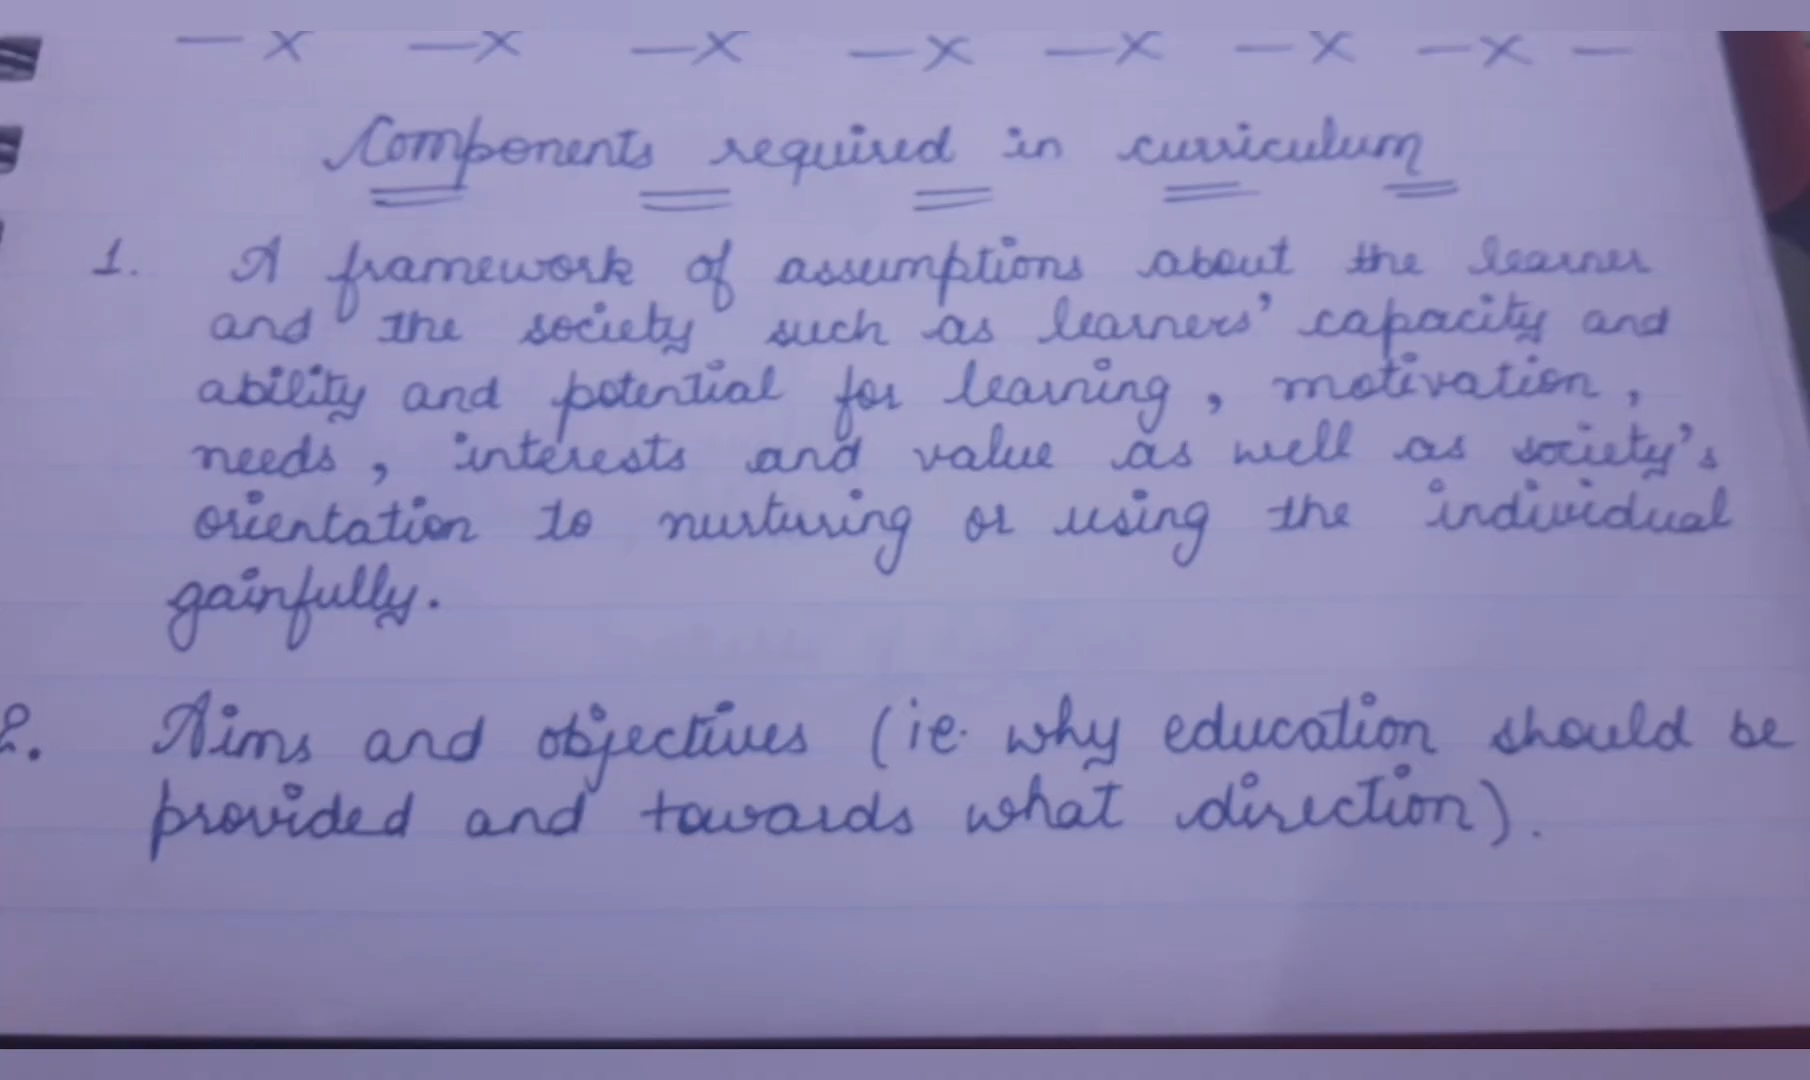 — X — X — X — X — X — X — X —
Components required in curriculum
1. A framework of assumptions about the learner
and the society such as learners' capacity and
ability and potential for learning, motivation,
needs, interests and value as well as society's
orientation to nurturing or using the individual
gainfully.
2. Aims and objectives (ie. why education should be
provided and towards what direction).